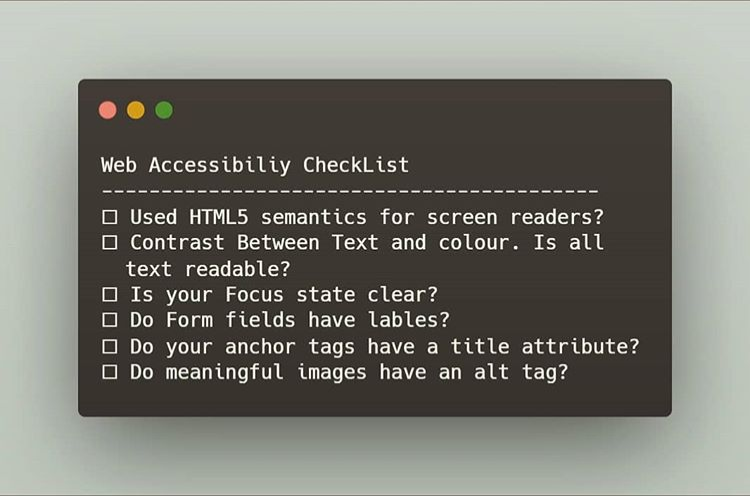 Web Accessibiliy CheckList
------------------------------------------
☐ Used HTML5 semantics for screen readers?
☐ Contrast Between Text and colour. Is all
text readable?
☐ Is your Focus state clear?
☐ Do Form fields have lables?
☐ Do your anchor tags have a title attribute?
☐ Do meaningful images have an alt tag?